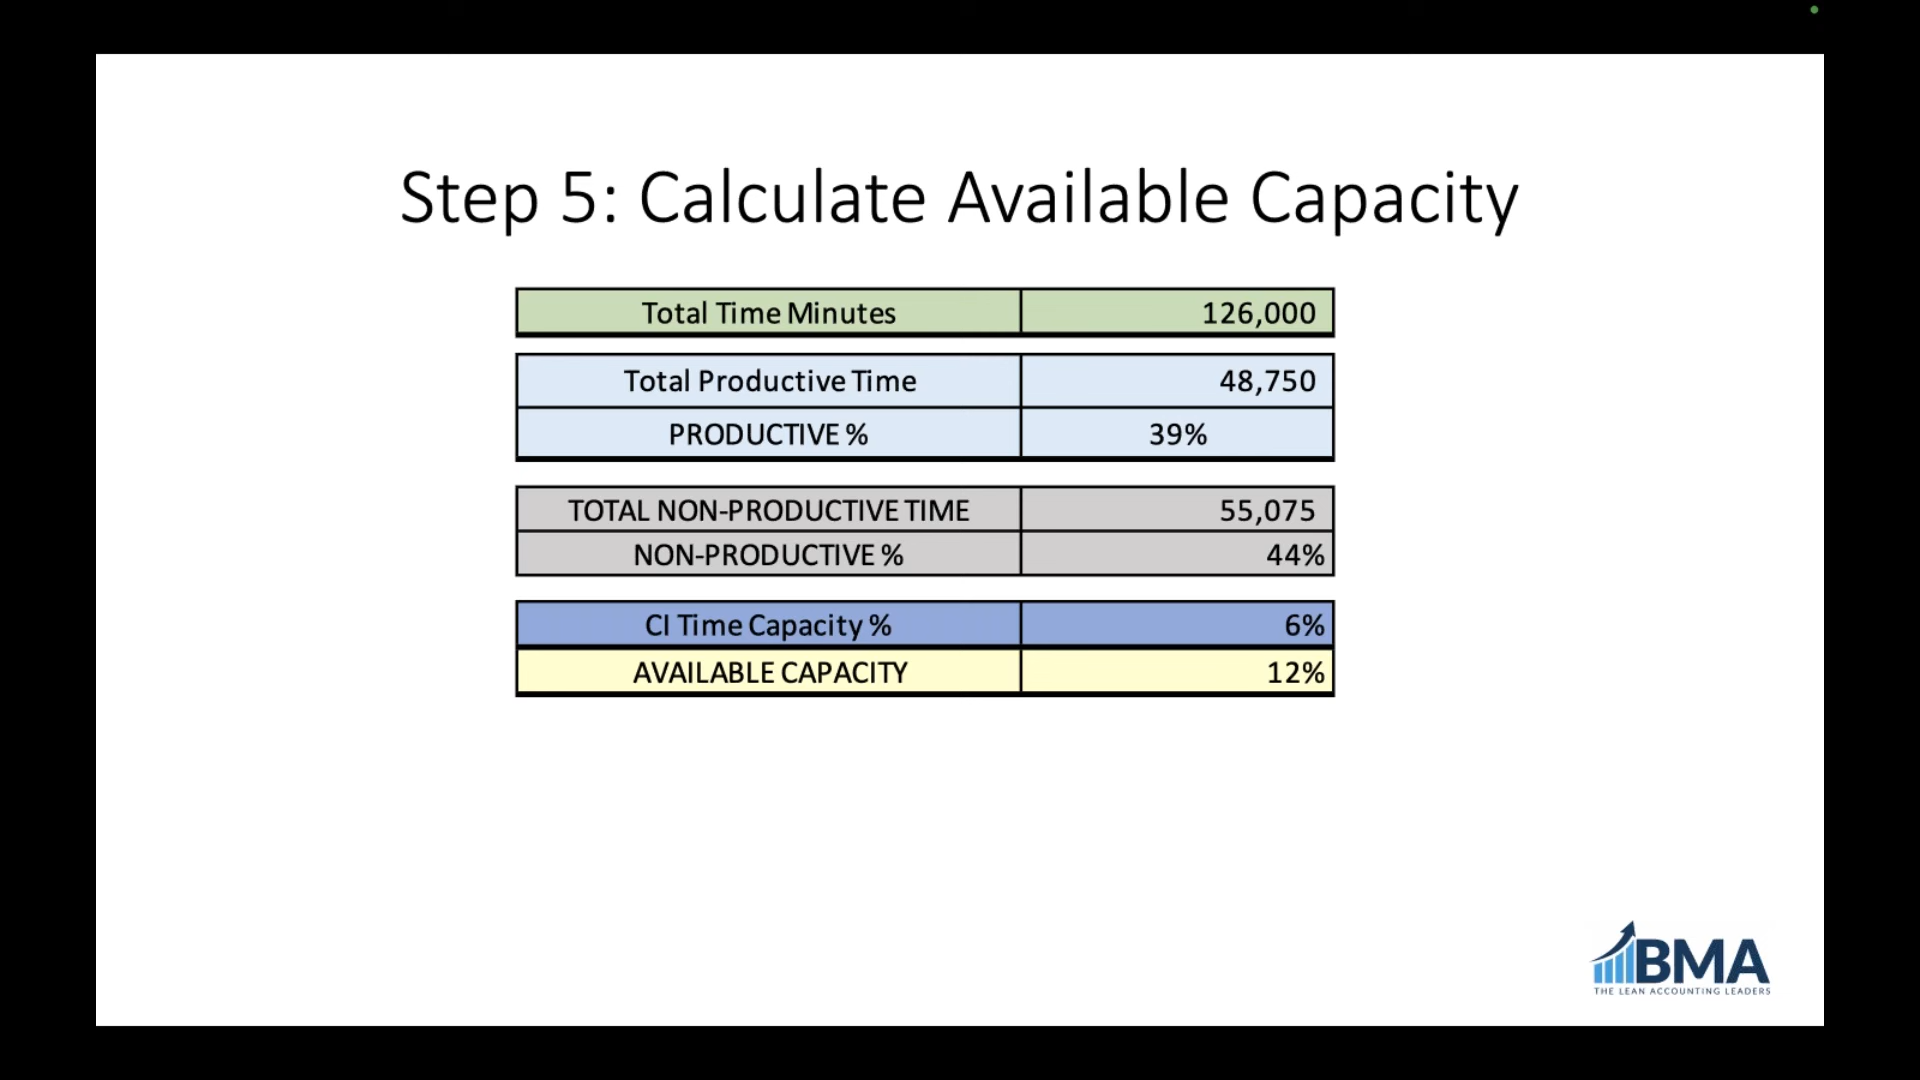 Step 5: Calculate Available Capacity
Total Time Minutes 126,000
Total Productive Time 48,750
PRODUCTIVE % 39%
TOTAL NON-PRODUCTIVE TIME 55,075
NON-PRODUCTIVE % 44%
CI Time Capacity % 6%
AVAILABLE CAPACITY 12%
BMA
THE LEAN ACCOUNTING LEADERS